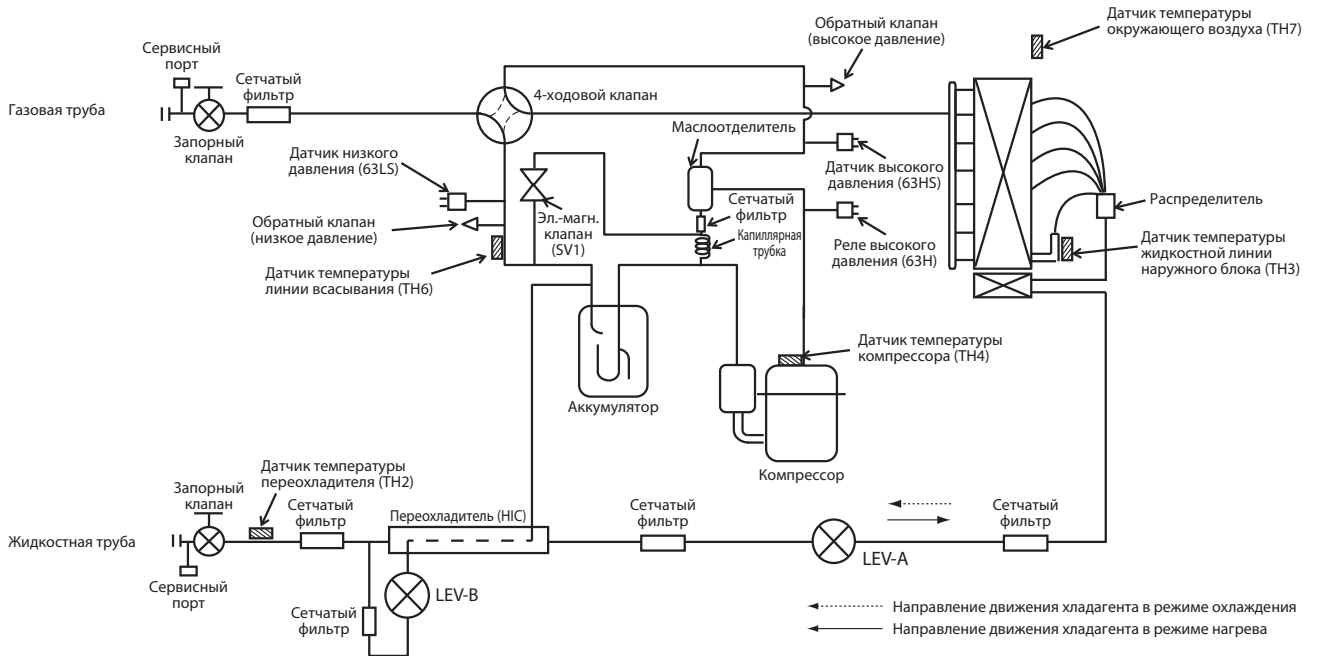 Датчик температуры
окружающего воздуха (TH7)
Обратный клапан
(высокое давление)
Сервисный
порт
Сетчатый
фильтр
4-ходовой клапан
Газовая труба
Запорный
клапан
Маслоотделитель
Датчик низкого
давления (63LS)
Датчик высокого
давления (63HS)
Распределитель
Обратный клапан
(низкое давление)
Эл.-магн.
клапан
(SV1)
Сетчатый
фильтр
Капиллярная
трубка
Реле высокого
давления (63H)
Датчик температуры
жидкостной линии
наружного блока (TH3)
Датчик температуры
линии всасывания (TH6)
Датчик температуры
компрессора (TH4)
Аккумулятор
Компрессор
Датчик температуры
переохладителя (TH2)
Запорный
клапан
Сетчатый
фильтр
Переохладитель (HIC)
Сетчатый
фильтр
Сетчатый
фильтр
Жидкостная труба
LEV-A
Сервисный
порт
LEV-B
Сетчатый
фильтр
Направление движения хладагента в режиме охлаждения
Направление движения хладагента в режиме нагрева